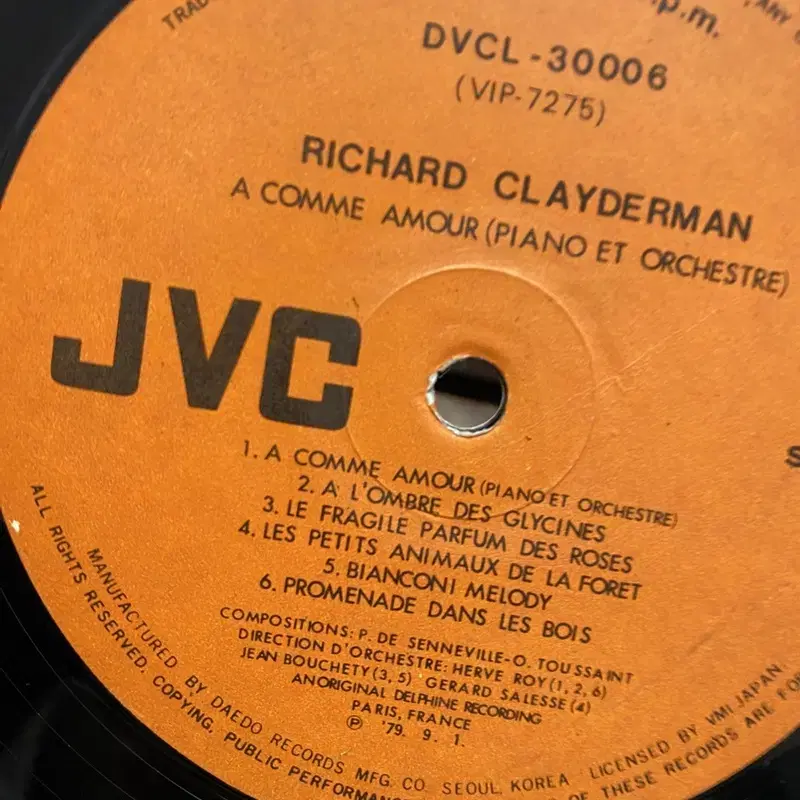 DVCL-30006
(VIP-7275)
RICHARD CLAYDERMAN
A COMME AMOUR (PIANO ET ORCHESTRE)
JVC
1. A COMME AMOUR (PIANO ET ORCHESTRE)
2. A L'OMBRE DES GLYCINES
3. LE FRAGILE PARFUM DES ROSES
4. LES PETITS ANIMAUX DE LA FORET
5. BIANCONI MELODY
6. PROMENADE DANS LES BOIS
COMPOSITIONS: P. DE SENNEVILLE-O. TOUSSAINT
DIRECTION D'ORCHESTRE: HERVE ROY (1, 2, 6)
JEAN BOUCHETY (3, 5) GERARD SALESSE (4)
AN ORIGINAL DELPHINE RECORDING
PARIS, FRANCE
Ⓟ '79. 9. 1.
MANUFACTURED BY DAEDO RECORDS MFG. CO. SEOUL, KOREA LICENSED BY VMI JAPAN.
ALL RIGHTS RESERVED. COPYING, PUBLIC OF THESE RECORDS ARE